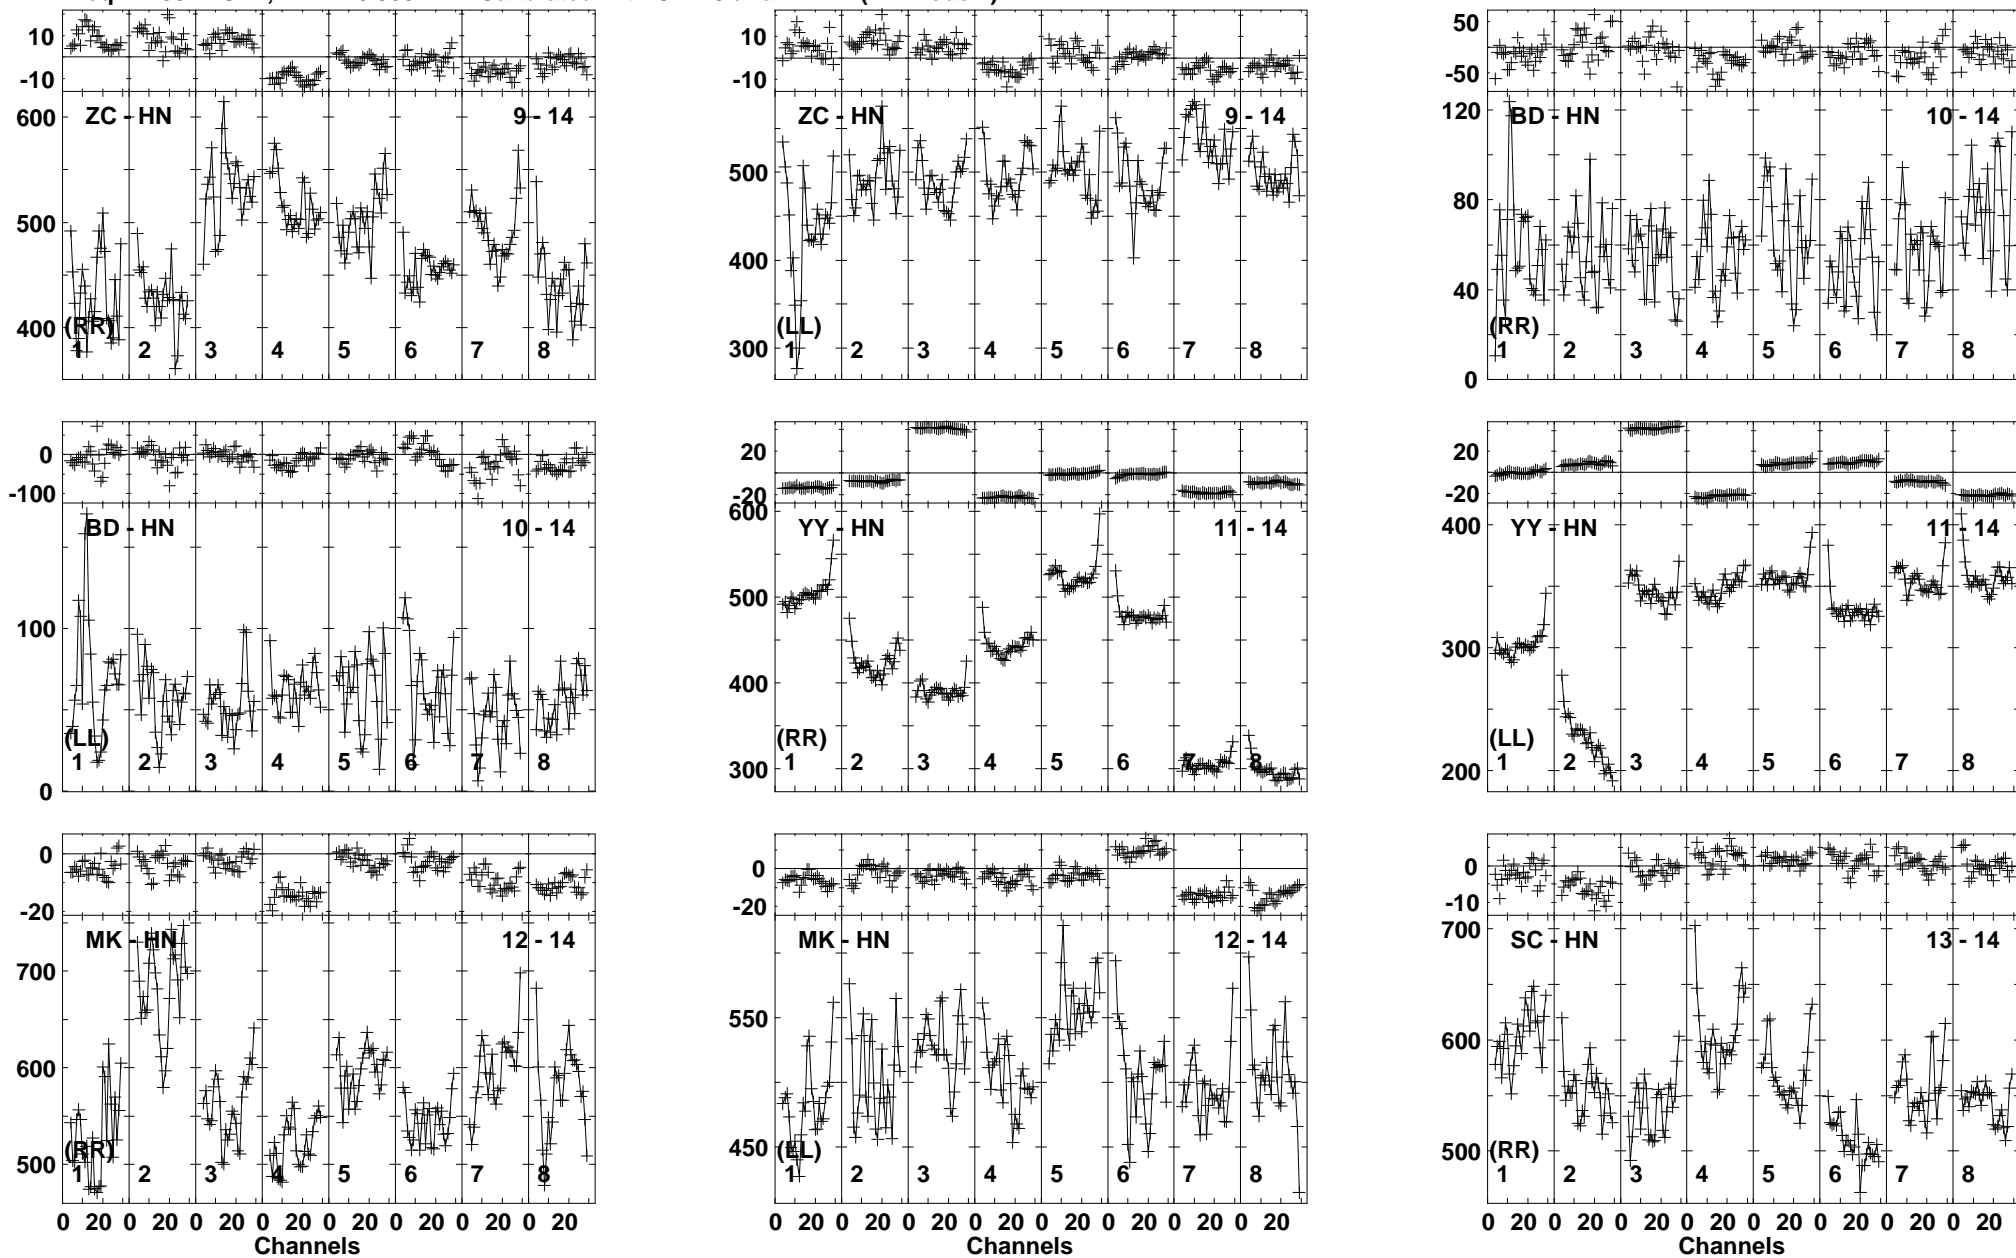 10 10 50
-10 -10 -50
ZC - HN 9 - 14 ZC - HN 9 - 14 BD - HN 10 - 14
600 500 400 500 400 300 120 80 40 0
(RR) (LL) (RR)
1 2 3 4 5 6 7 8 1 2 3 4 5 6 7 8 1 2 3 4 5 6 7 8
0 20 20
-100 -20 -20
BD - HN 10 - 14 YY - HN 11 - 14 YY - HN 11 - 14
100 0 600 500 400 300 400 300 200
(LL) (RR) (LL)
1 2 3 4 5 6 7 8 1 2 3 4 5 6 7 8 1 2 3 4 5 6 7 8
0 0 0
-20 -20 -10
MK - HN 12 - 14 MK - HN 12 - 14 SC - HN 13 - 14
700 600 500 550 450 700 600 500
(RR) (LL) (RR)
1 2 3 4 5 6 7 8 1 2 3 4 5 6 7 8 1 2 3 4 5 6 7 8
0 20 0 20 0 20 0 20 0 20 0 20 0 20 0 20 0 20 0 20 0 20 0 20 0 20 0 20 0 20 0 20 0 20 0 20 0 20 0 20 0 20 0 20 0 20 0 20
Channels Channels Channels